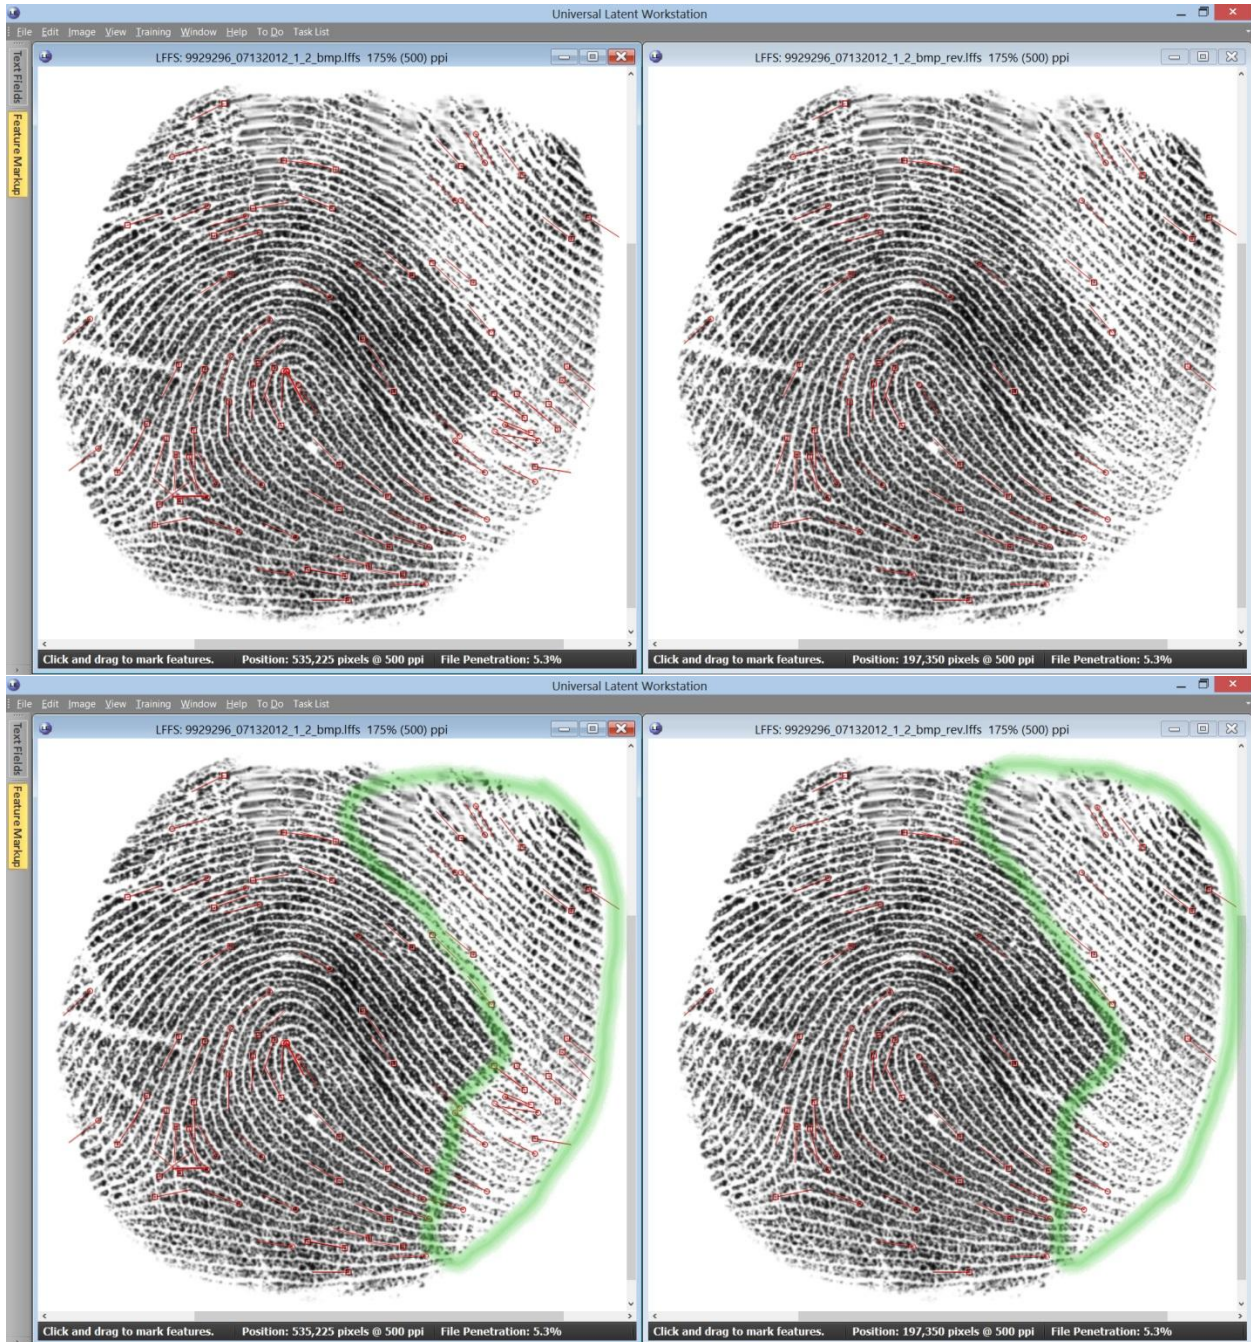 Universal Latent Workstation
File Edit Image View Training Window Help To Do Task List
Text Fields
Feature Markup
LFFS: 9929296_07132012_1_2_bmp.lffs 175% (500) ppi
LFFS: 9929296_07132012_1_2_bmp_rev.lffs 175% (500) ppi
Click and drag to mark features. Position: 535,225 pixels @ 500 ppi File Penetration: 5.3%
Click and drag to mark features. Position: 197,350 pixels @ 500 ppi File Penetration: 5.3%
Universal Latent Workstation
File Edit Image View Training Window Help To Do Task List
Text Fields
Feature Markup
LFFS: 9929296_07132012_1_2_bmp.lffs 175% (500) ppi
LFFS: 9929296_07132012_1_2_bmp_rev.lffs 175% (500) ppi
Click and drag to mark features. Position: 535,225 pixels @ 500 ppi File Penetration: 5.3%
Click and drag to mark features. Position: 197,350 pixels @ 500 ppi File Penetration: 5.3%